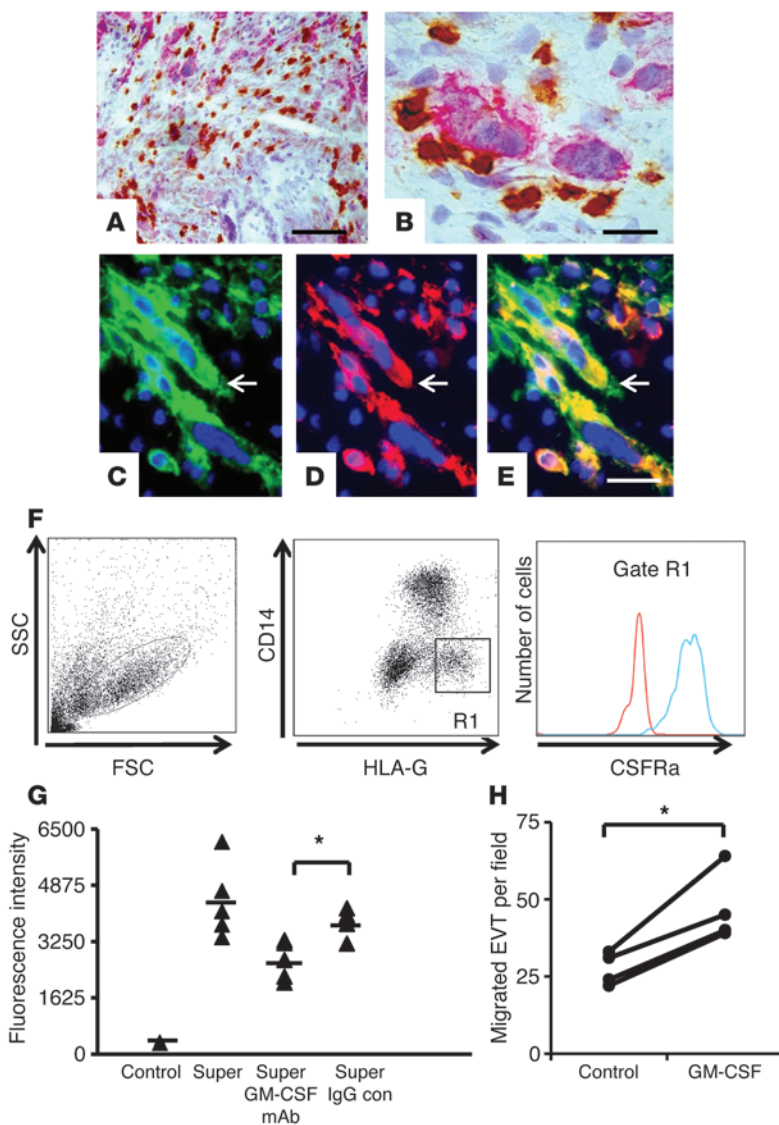 A
B
C
D
E
F
SSC
FSC
CD14
R1
HLA-G
Number of cells
Gate R1
CSFRa
G
Fluorescence intensity
6500
4875
3250
1625
0
*
Control
Super
Super
GM-CSF
mAb
Super
IgG con
H
Migrated EVT per field
75
50
25
0
*
Control
GM-CSF